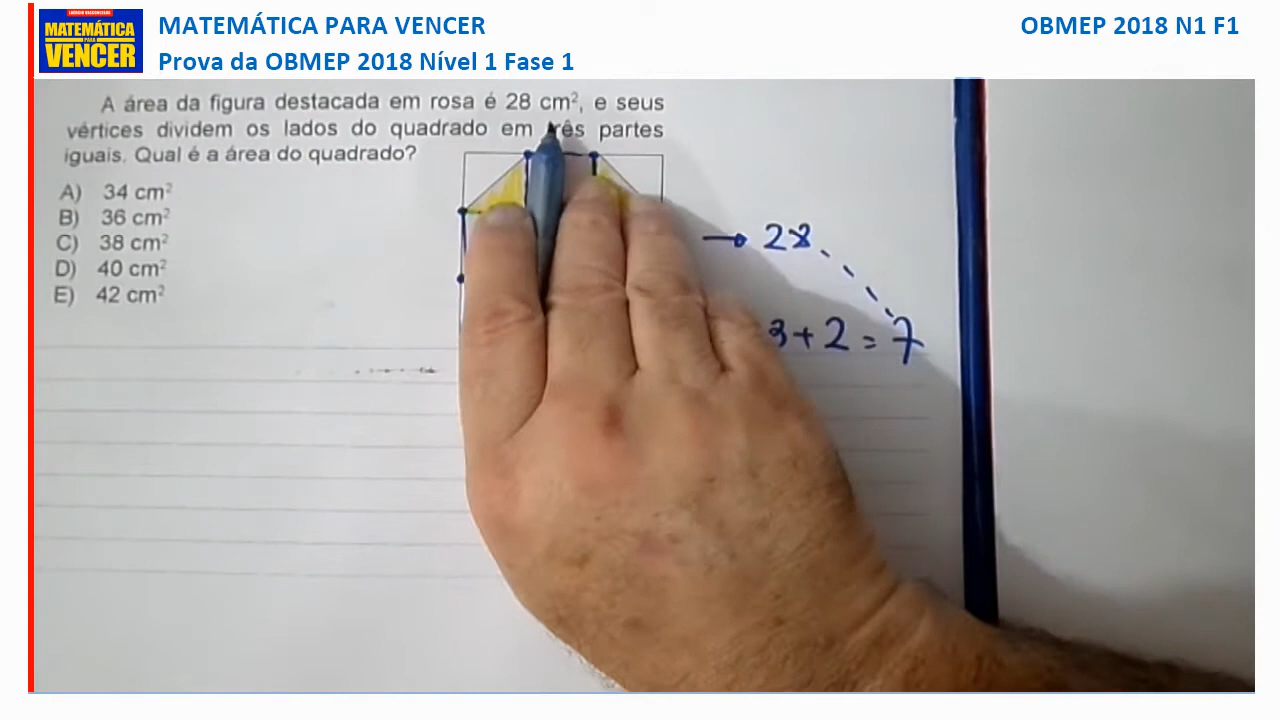 LAÉRCIO VASCONCELOS
MATEMÁTICA
PARA
VENCER
MATEMÁTICA PARA VENCER
Prova da OBMEP 2018 Nível 1 Fase 1
OBMEP 2018 N1 F1
A área da figura destacada em rosa é 28 cm², e seus
vértices dividem os lados do quadrado em três partes
iguais. Qual é a área do quadrado?
A) 34 cm²
B) 36 cm²
C) 38 cm²
D) 40 cm²
E) 42 cm²
→ 28
3 + 2 = 7